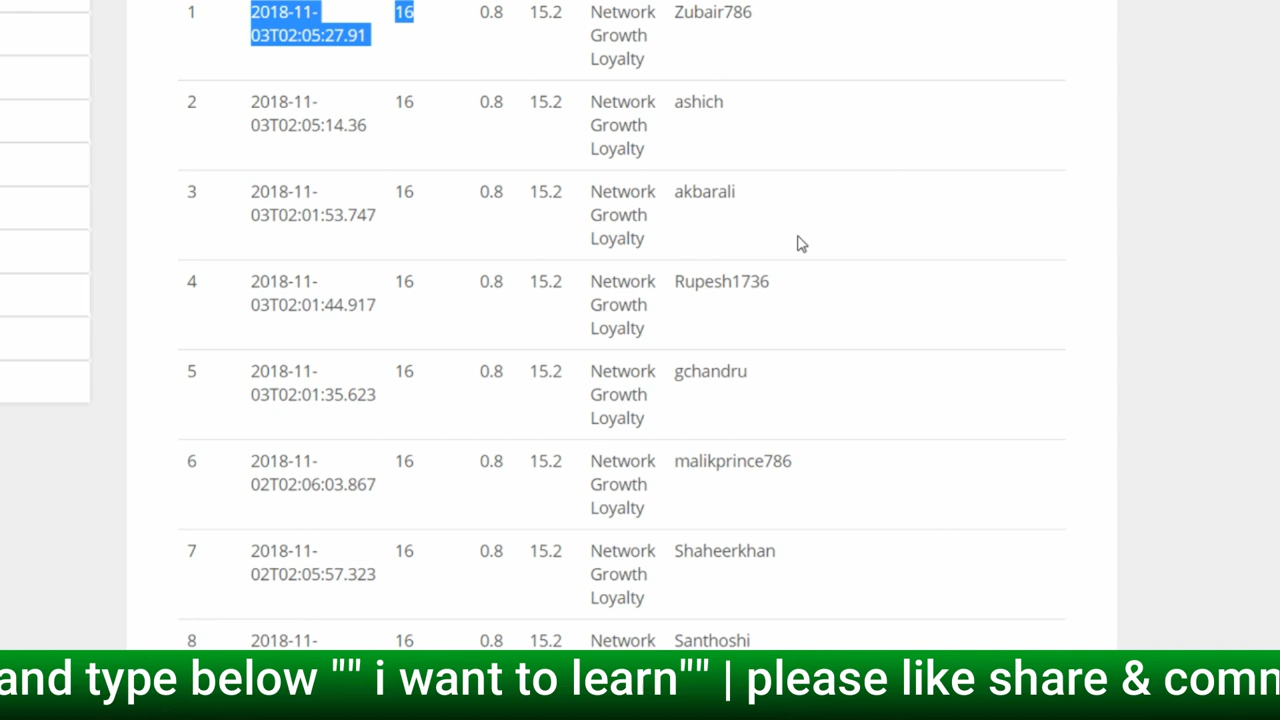 1 2018-11- 16 0.8 15.2 Network Zubair786
03T02:05:27.91 Growth
Loyalty
2 2018-11- 16 0.8 15.2 Network ashich
03T02:05:14.36 Growth
Loyalty
3 2018-11- 16 0.8 15.2 Network akbarali
03T02:01:53.747 Growth
Loyalty
4 2018-11- 16 0.8 15.2 Network Rupesh1736
03T02:01:44.917 Growth
Loyalty
5 2018-11- 16 0.8 15.2 Network gchandru
03T02:01:35.623 Growth
Loyalty
6 2018-11- 16 0.8 15.2 Network malikprince786
02T02:06:03.867 Growth
Loyalty
7 2018-11- 16 0.8 15.2 Network Shaheerkhan
02T02:05:57.323 Growth
Loyalty
8 2018-11- 16 0.8 15.2 Network Santhoshi
and type below "" i want to learn"" | please like share & comm